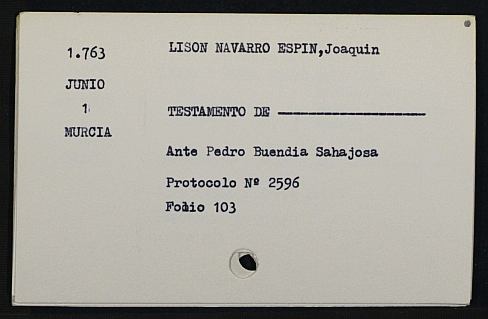 1.763
LISON NAVARRO ESPIN,Joaquin
JUNIO
1
TESTAMENTO DE ——————————
MURCIA
Ante Pedro Buendia Sahajosa
Protocolo Nº 2596
Folio 103